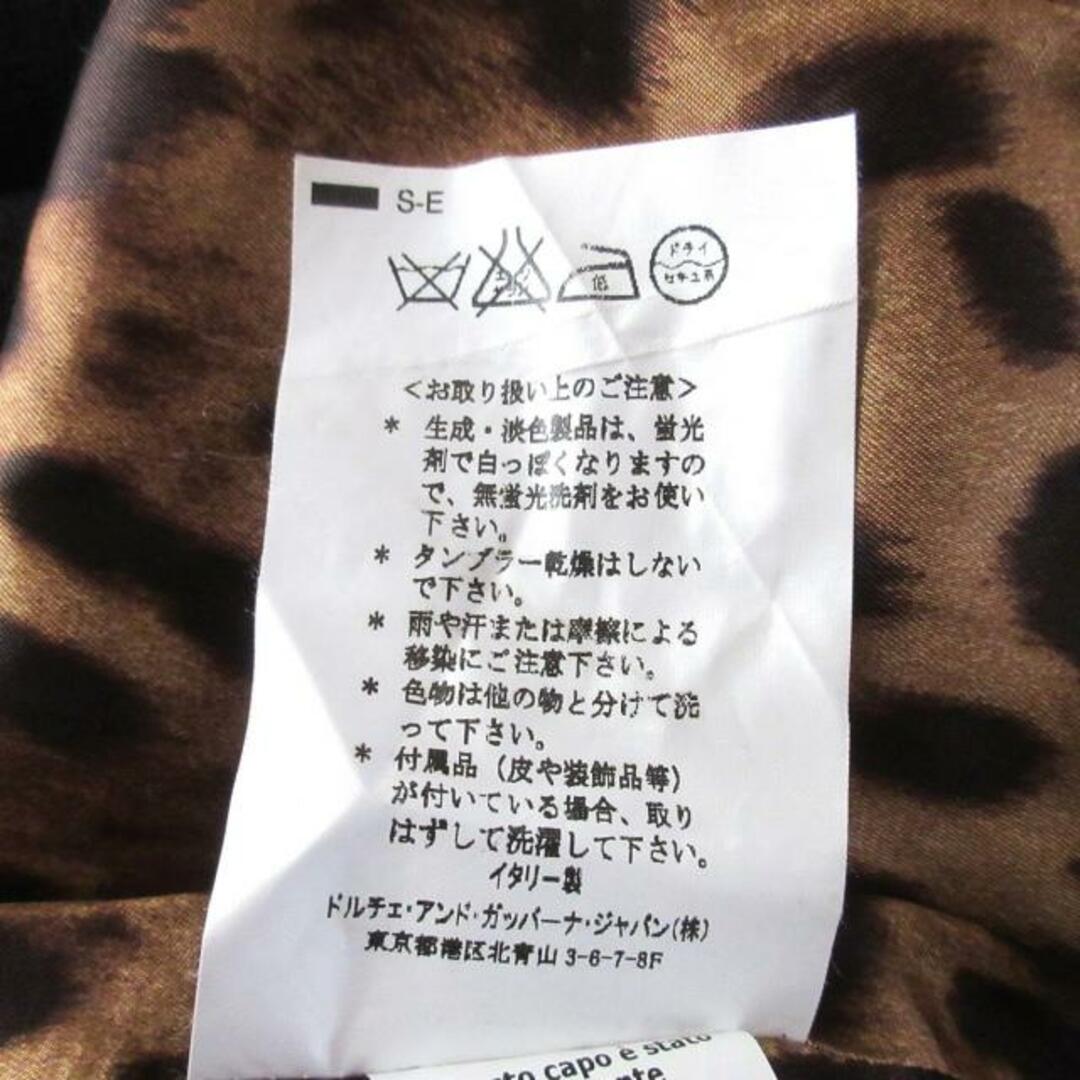 S-E
低
ドライ
セキユ系
<お取り扱い上のご注意>
* 生成・淡色製品は、蛍光
剤で白っぽくなりますの
で、無蛍光洗剤をお使い
下さい。
* タンブラー乾燥はしない
で下さい。
* 雨や汗または摩擦による
移染にご注意下さい。
* 色物は他の物と分けて洗
って下さい。
* 付属品（皮や装飾品等）
が付いている場合、取り
はずして洗濯して下さい。
イタリー製
ドルチェ・アンド・ガッバーナ・ジャパン(株)
東京都港区北青山 3-6-7-8F
capo è stato